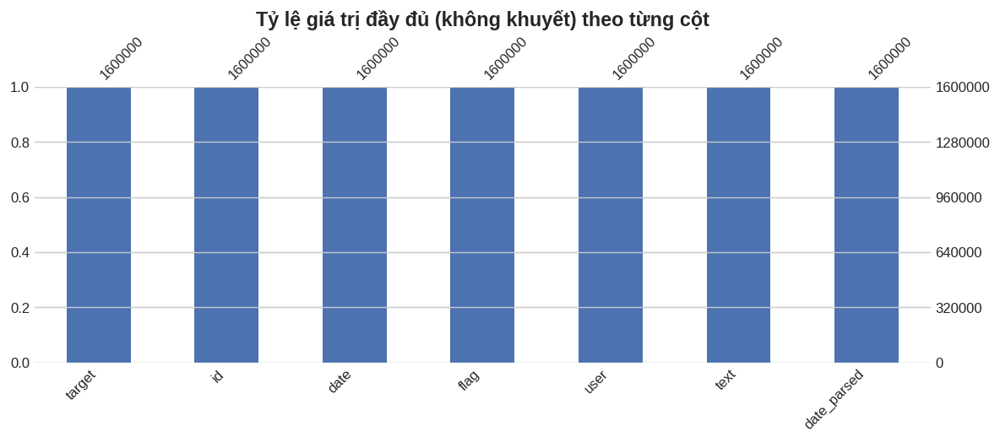 Tỷ lệ giá trị đầy đủ (không khuyết) theo từng cột
1600000 1600000 1600000 1600000 1600000 1600000 1600000
1.0 1600000
0.8 1280000
0.6 960000
0.4 640000
0.2 320000
0.0 0
target id date flag user text date_parsed